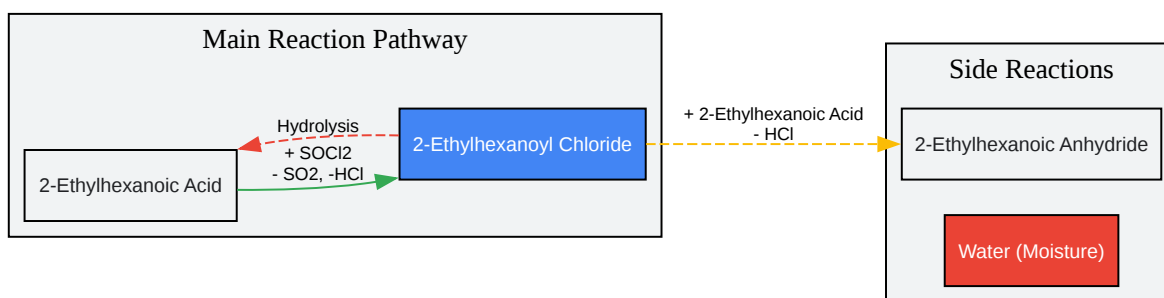 Main Reaction Pathway
Hydrolysis
+ SOCl2
- SO2, -HCl
2-Ethylhexanoic Acid
2-Ethylhexanoyl Chloride
+ 2-Ethylhexanoic Acid
- HCl
Side Reactions
2-Ethylhexanoic Anhydride
Water (Moisture)